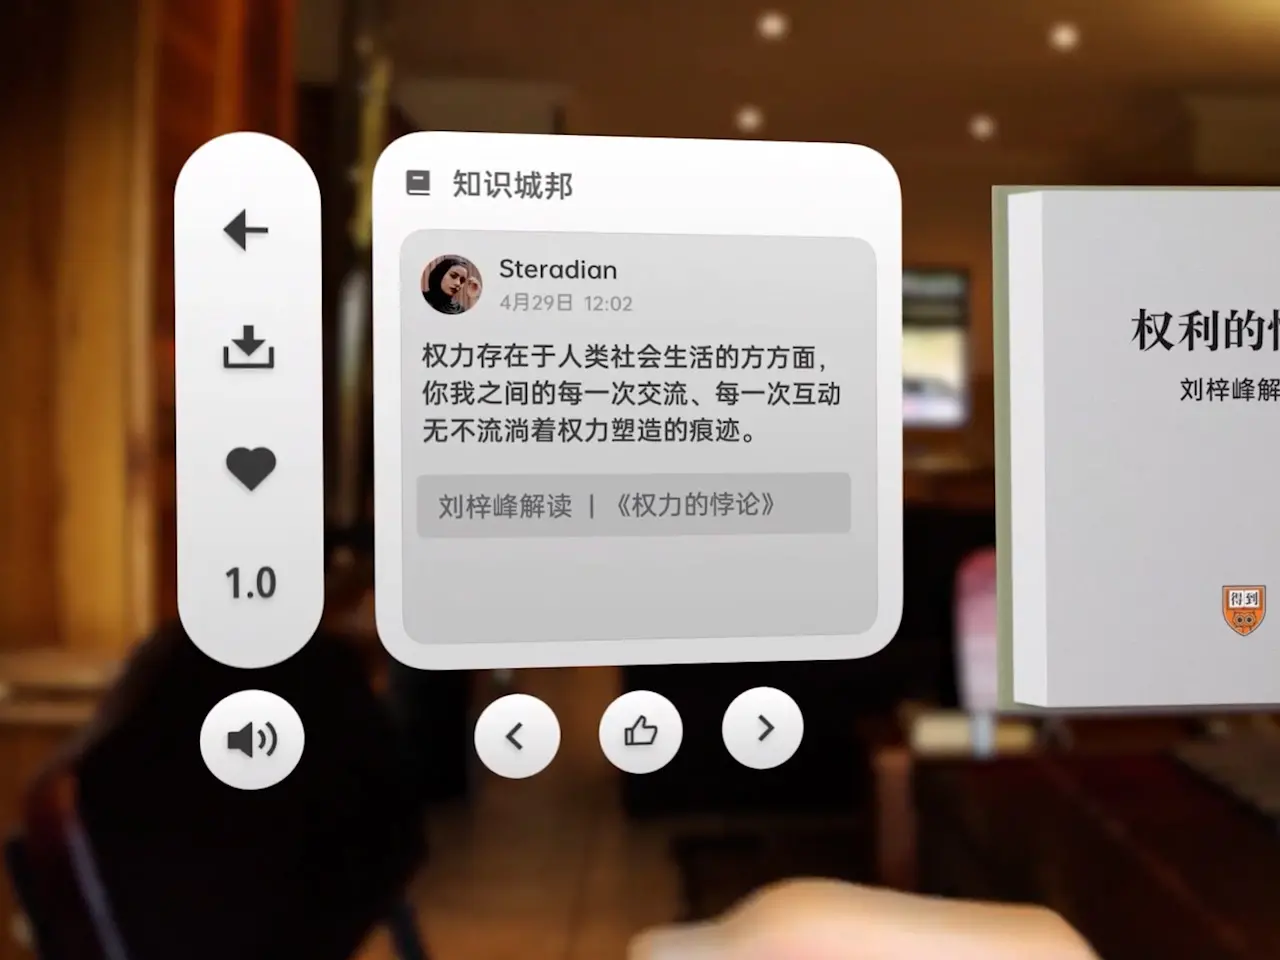 知识城邦
Steradian
4月29日 12:02
权力存在于人类社会生活的方方面，
你我之间的每一次交流、每一次互动
无不流淌着权力塑造的痕迹。
刘梓峰解读 | 《权力的悖论》
1.0
权利的
刘梓峰解
得到